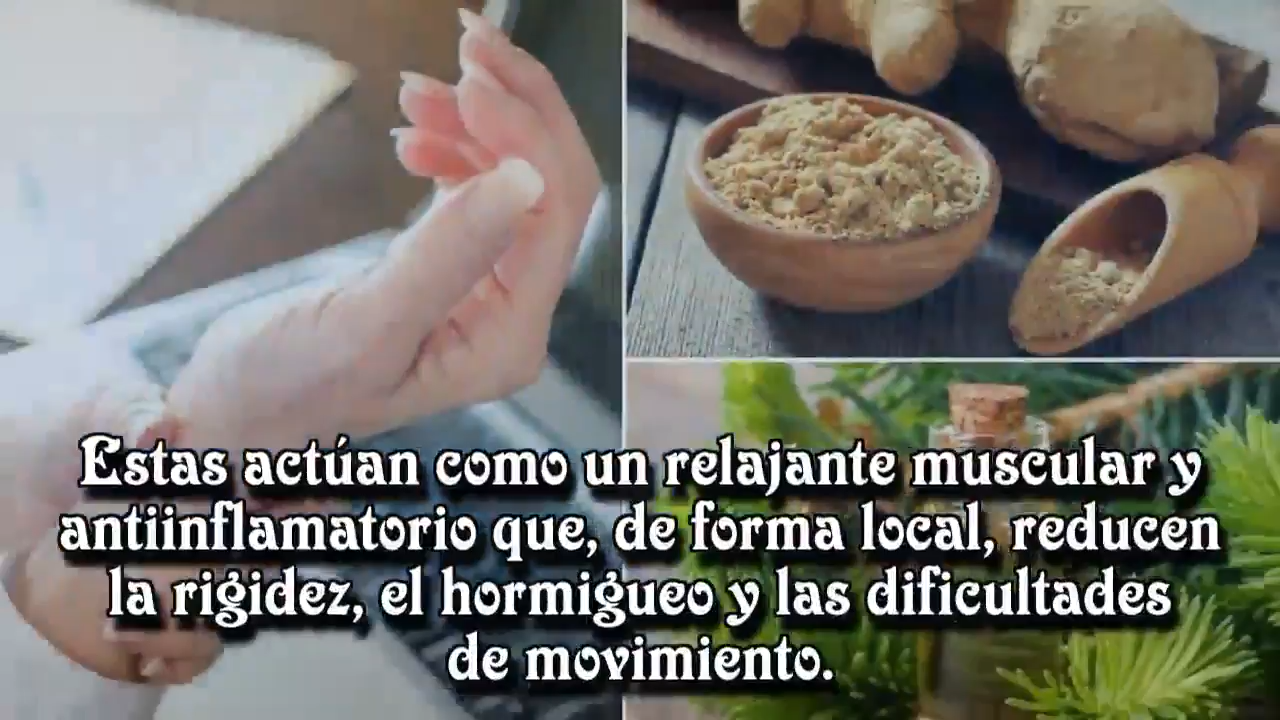 Estas actúan como un relajante muscular y
antiinflamatorio que, de forma local, reducen
la rigidez, el hormigueo y las dificultades
de movimiento.